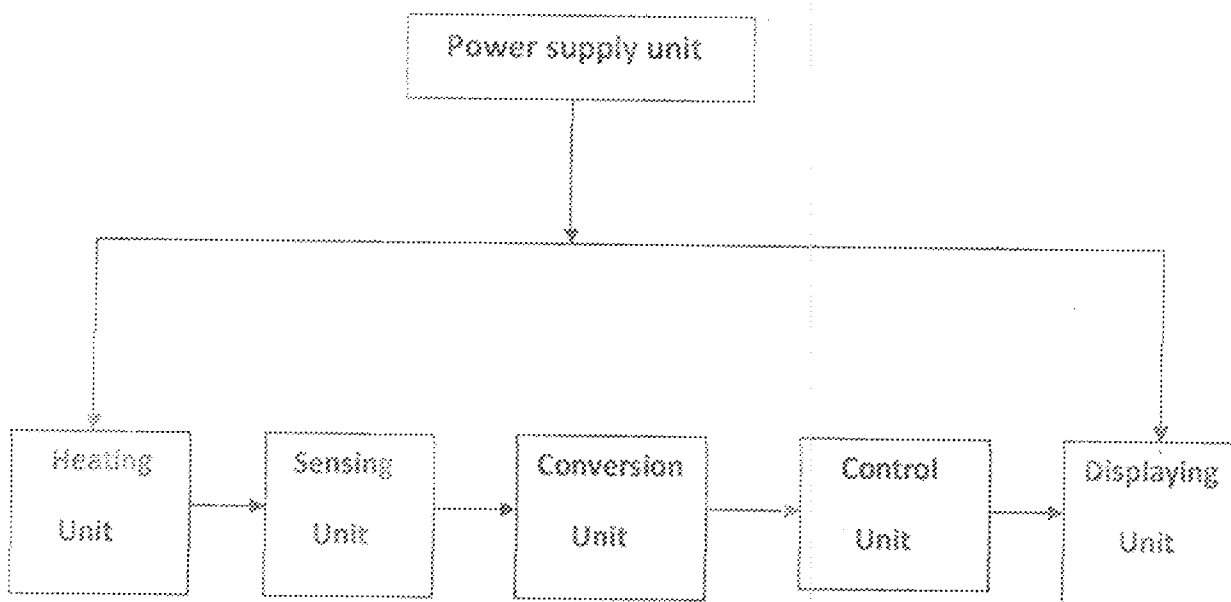 Power supply unit
Heating
Unit
Sensing
Unit
Conversion
Unit
Control
Unit
Displaying
Unit